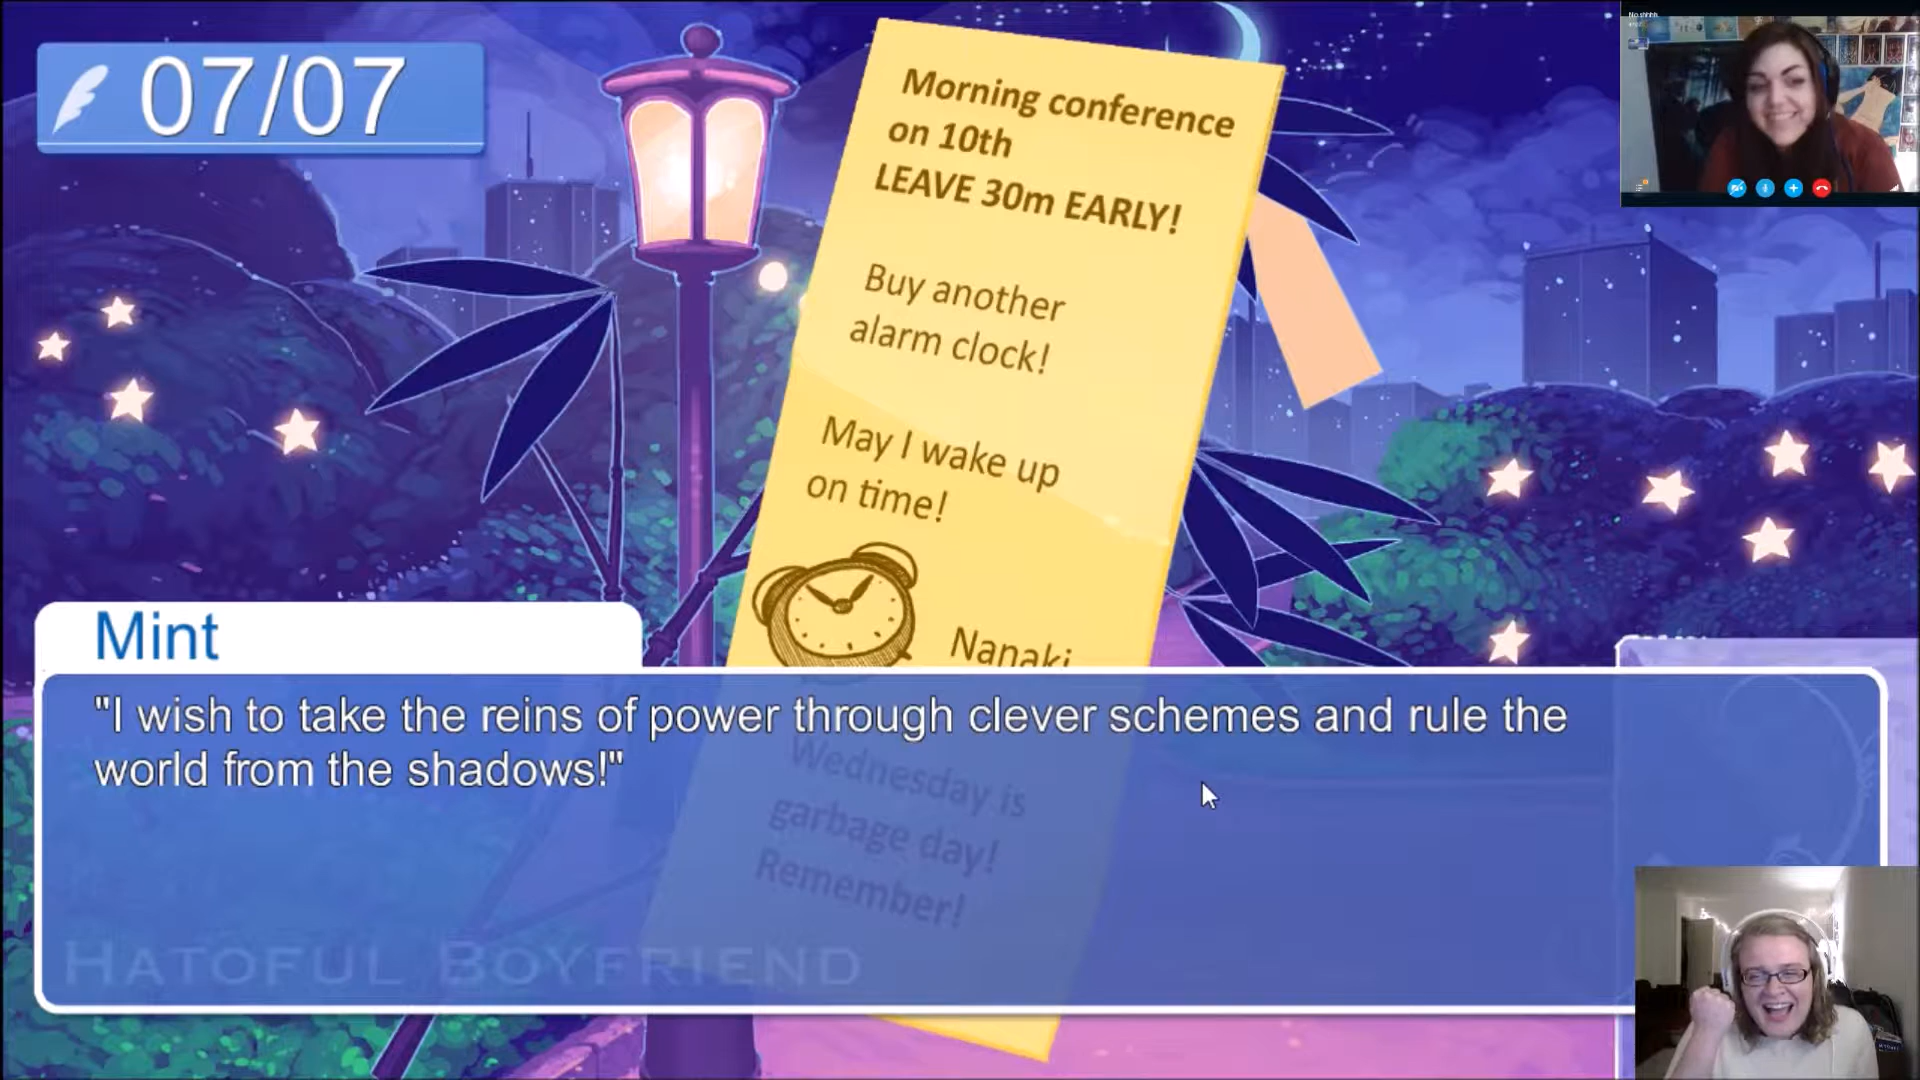 07/07
Morning conference
on 10th
LEAVE 30m EARLY!
Buy another
alarm clock!
May I wake up
on time!
Nanaki
Mint
"I wish to take the reins of power through clever schemes and rule the
world from the shadows!"
Wednesday is
garbage day!
Remember!
HATOFUL BOYFRIEND